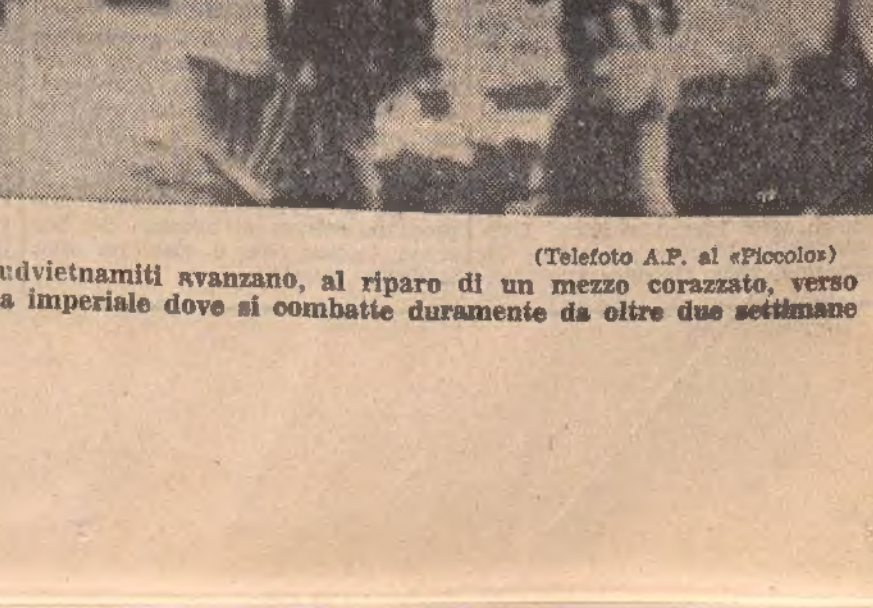 (Telefoto A.P. al «Piccolo»)
udvietnamiti avanzano, al riparo di un mezzo corazzato, verso
a imperiale dove si combatte duramente da oltre due settimane